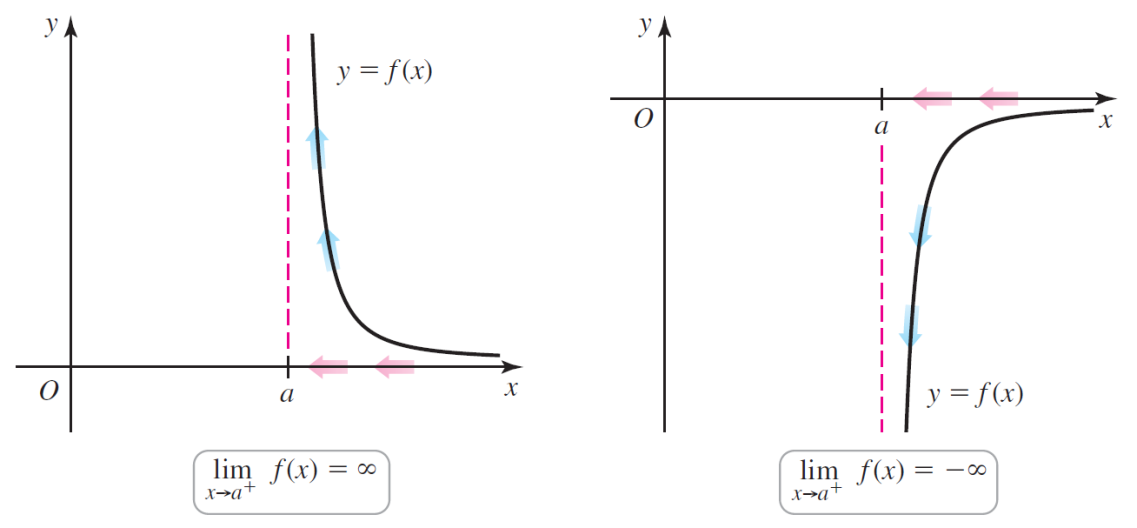 y
y = f(x)
O
a
x
lim x→a⁺ f(x) = ∞
y
O
a
x
y = f(x)
lim x→a⁺ f(x) = −∞